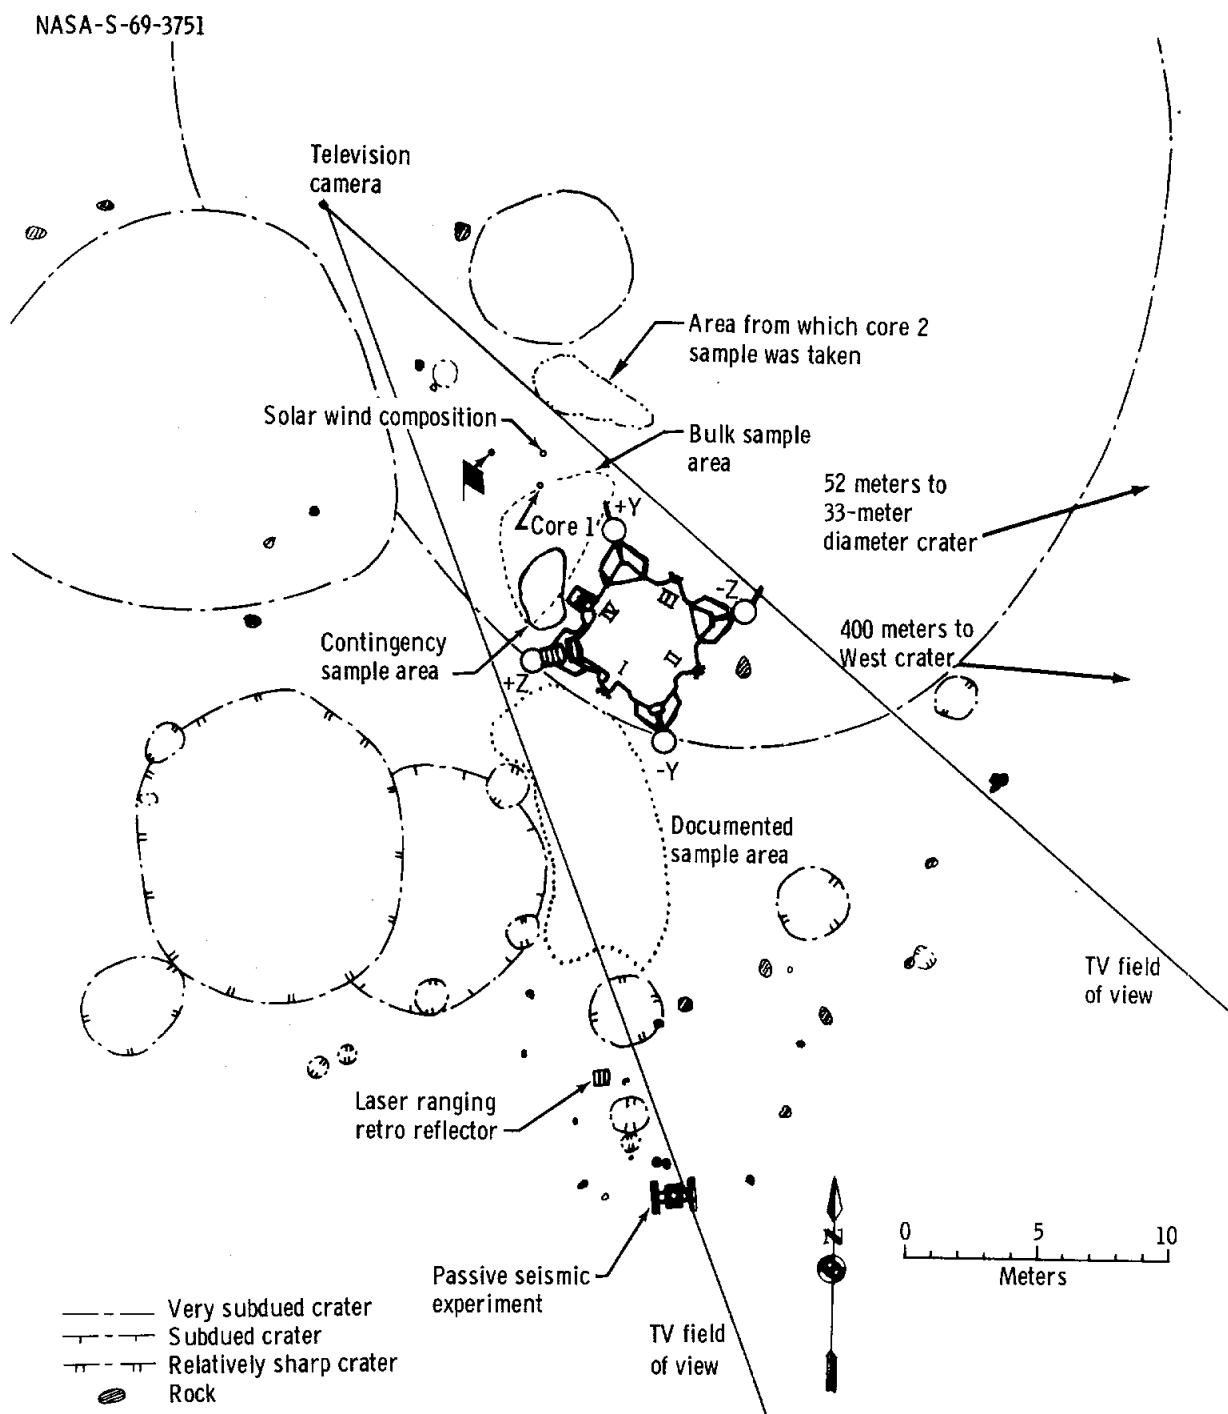 NASA-S-69-3751
Television
camera
Area from which core 2
sample was taken
Solar wind composition
Bulk sample
area
Core 1
+Y
52 meters to
33-meter
diameter crater
-Z
III
IV
400 meters to
West crater
Contingency
sample area
II
I
+Z
-Y
Documented
sample area
TV field
of view
Laser ranging
retro reflector
N
0 5 10
Meters
Passive seismic
experiment
TV field
of view
Very subdued crater
Subdued crater
Relatively sharp crater
Rock